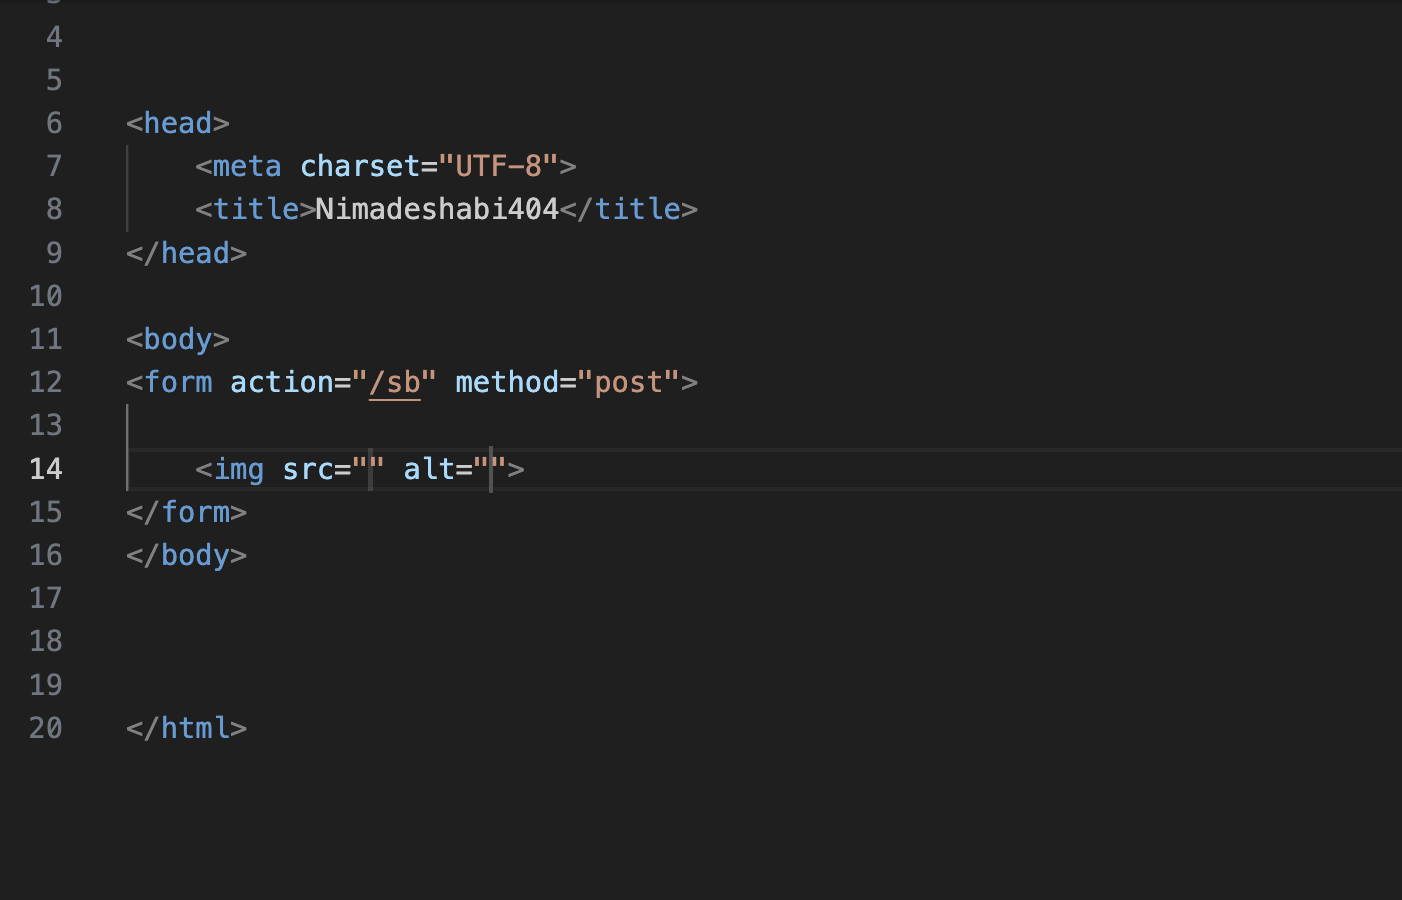 4
5
6 <head>
7 <meta charset="UTF-8">
8 <title>Nimadeshabi404</title>
9 </head>
10
11 <body>
12 <form action="/sb" method="post">
13
14 <img src="" alt="">
15 </form>
16 </body>
17
18
19
20 </html>